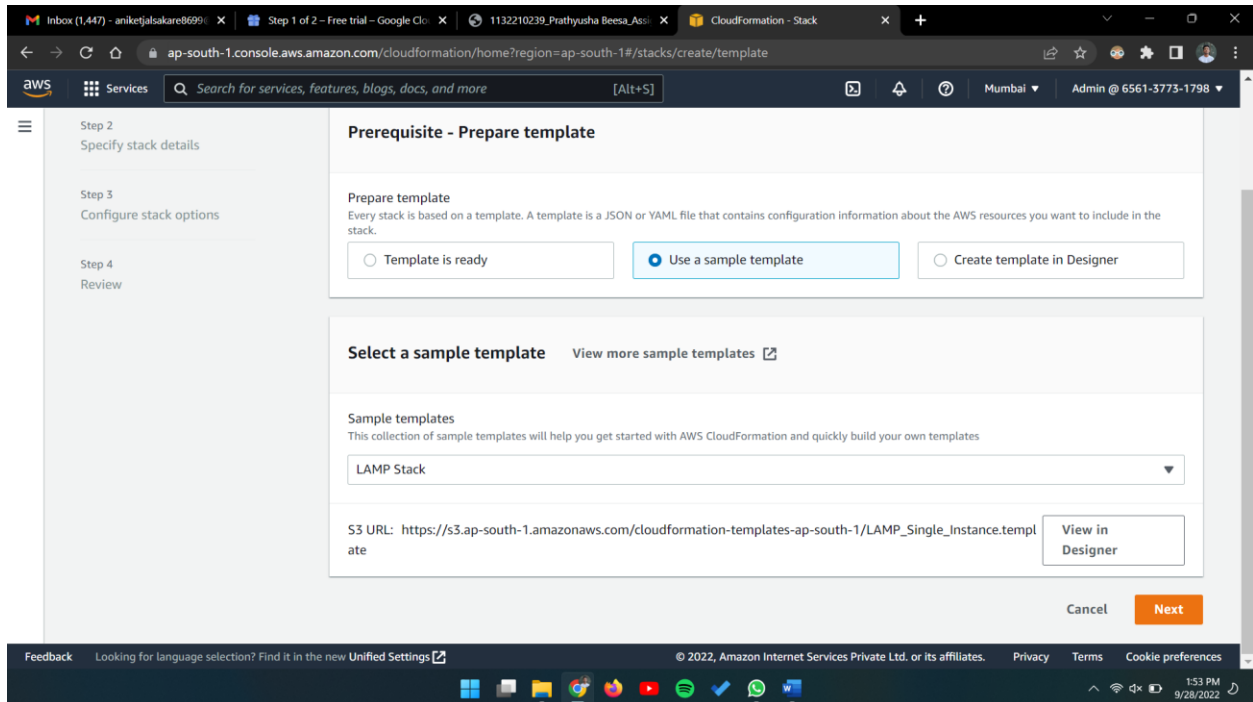 Inbox (1,447) - aniketjalsakare8699@
Step 1 of 2 – Free trial – Google Clo
1132210239_Prathyusha Beesa_Assi
CloudFormation - Stack
ap-south-1.console.aws.amazon.com/cloudformation/home?region=ap-south-1#/stacks/create/template
aws
Services
Search for services, features, blogs, docs, and more
[Alt+S]
Mumbai
Admin @ 6561-3773-1798
Step 2
Specify stack details
Step 3
Configure stack options
Step 4
Review
Prerequisite - Prepare template
Prepare template
Every stack is based on a template. A template is a JSON or YAML file that contains configuration information about the AWS resources you want to include in the
stack.
Template is ready
Use a sample template
Create template in Designer
Select a sample template
View more sample templates
Sample templates
This collection of sample templates will help you get started with AWS CloudFormation and quickly build your own templates
LAMP Stack
S3 URL: https://s3.ap-south-1.amazonaws.com/cloudformation-templates-ap-south-1/LAMP_Single_Instance.templ
ate
View in
Designer
Cancel
Next
Feedback
Looking for language selection? Find it in the new Unified Settings
© 2022, Amazon Internet Services Private Ltd. or its affiliates.
Privacy
Terms
Cookie preferences
1:53 PM
9/28/2022